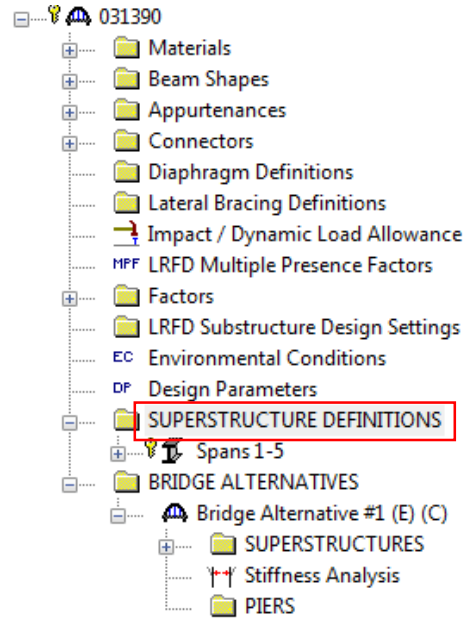 031390
Materials
Beam Shapes
Appurtenances
Connectors
Diaphragm Definitions
Lateral Bracing Definitions
Impact / Dynamic Load Allowance
MPF LRFD Multiple Presence Factors
Factors
LRFD Substructure Design Settings
EC Environmental Conditions
DP Design Parameters
SUPERSTRUCTURE DEFINITIONS
Spans 1-5
BRIDGE ALTERNATIVES
Bridge Alternative #1 (E) (C)
SUPERSTRUCTURES
Stiffness Analysis
PIERS